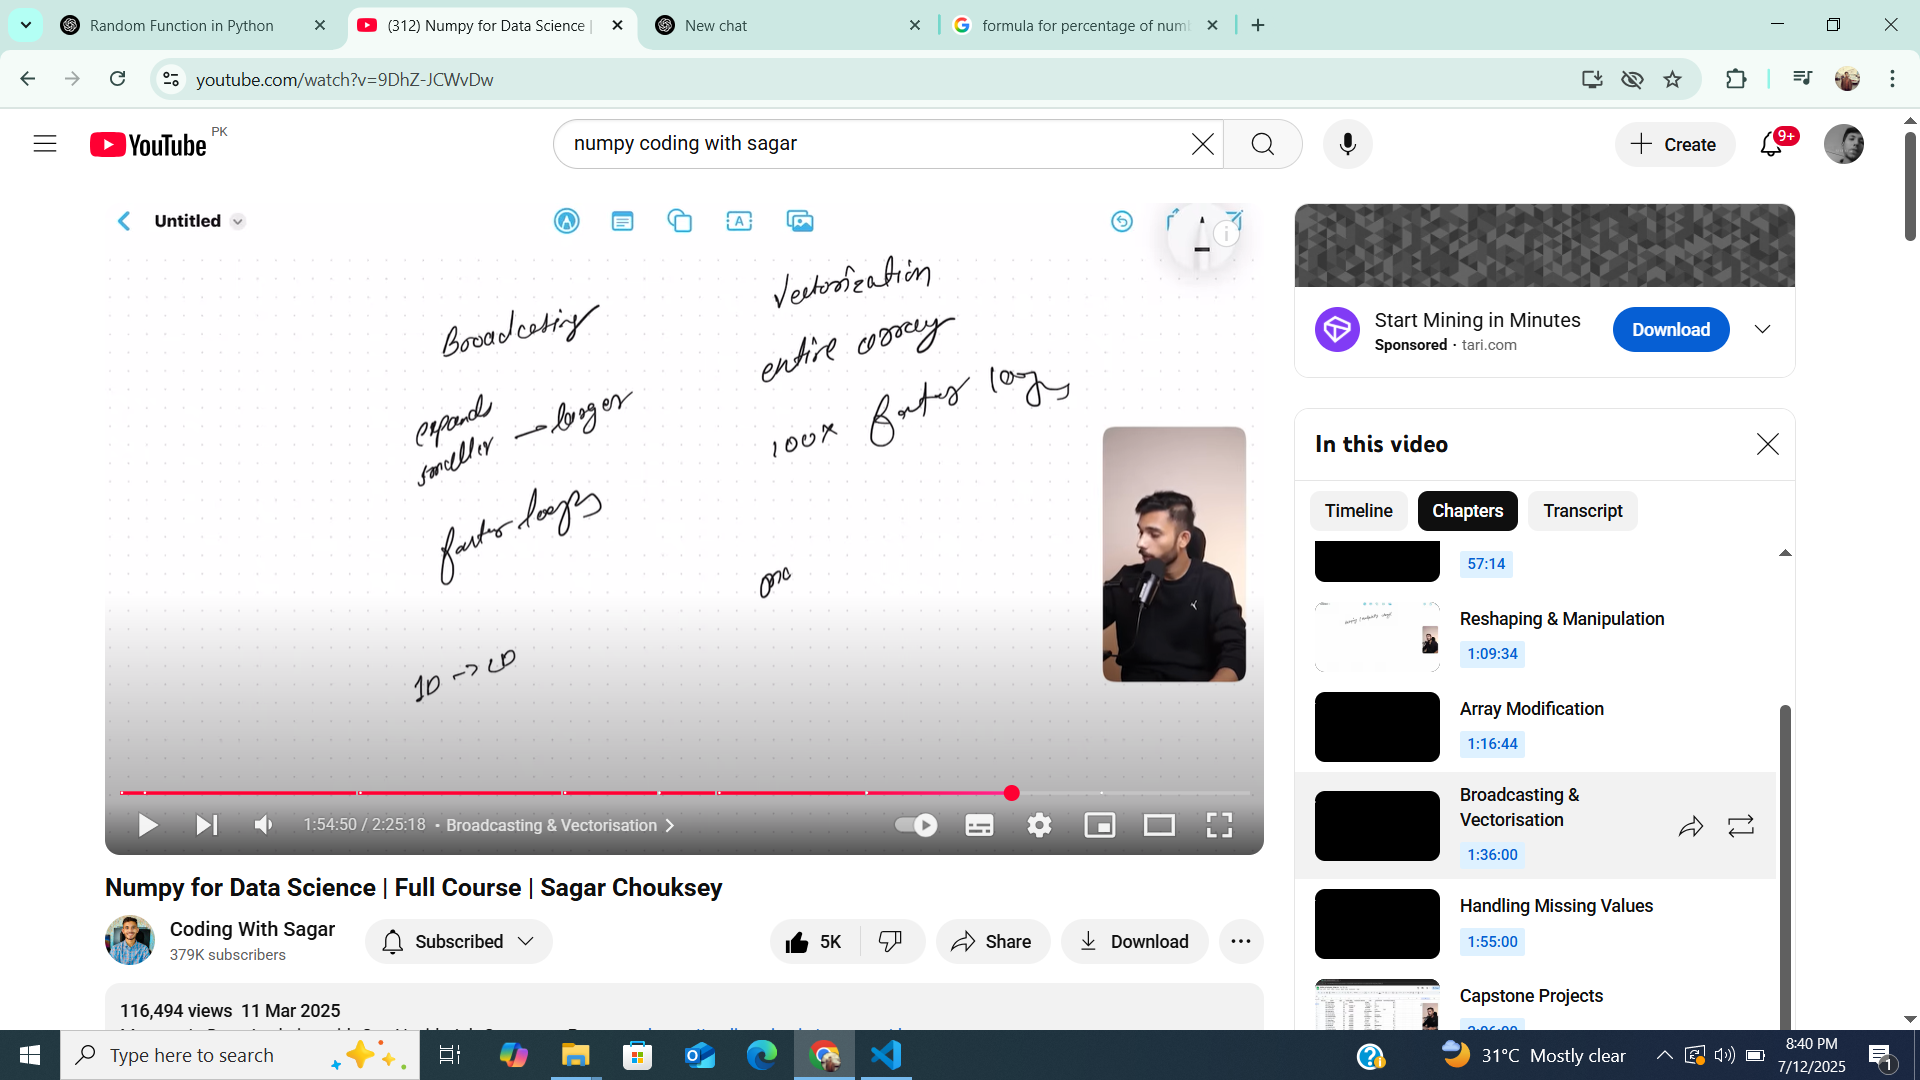 Random Function in Python
(312) Numpy for Data Science |
New chat
formula for percentage of numb
youtube.com/watch?v=9DhZ-JCWvDw
YouTube PK
numpy coding with sagar
Create
9+
Untitled
Broadcasting
expands
smaller → larger
faster loops
1D -> LD
Vectorization
entire array
100x faster loops
one
1:54:50 / 2:25:18 • Broadcasting & Vectorisation
Numpy for Data Science | Full Course | Sagar Chouksey
Coding With Sagar
379K subscribers
Subscribed
5K
Share
Download
116,494 views 11 Mar 2025
Start Mining in Minutes
Sponsored · tari.com
Download
In this video
Timeline
Chapters
Transcript
57:14
Reshaping & Manipulation
1:09:34
Array Modification
1:16:44
Broadcasting &
Vectorisation
1:36:00
Handling Missing Values
1:55:00
Capstone Projects
Type here to search
31°C Mostly clear
8:40 PM
7/12/2025
1